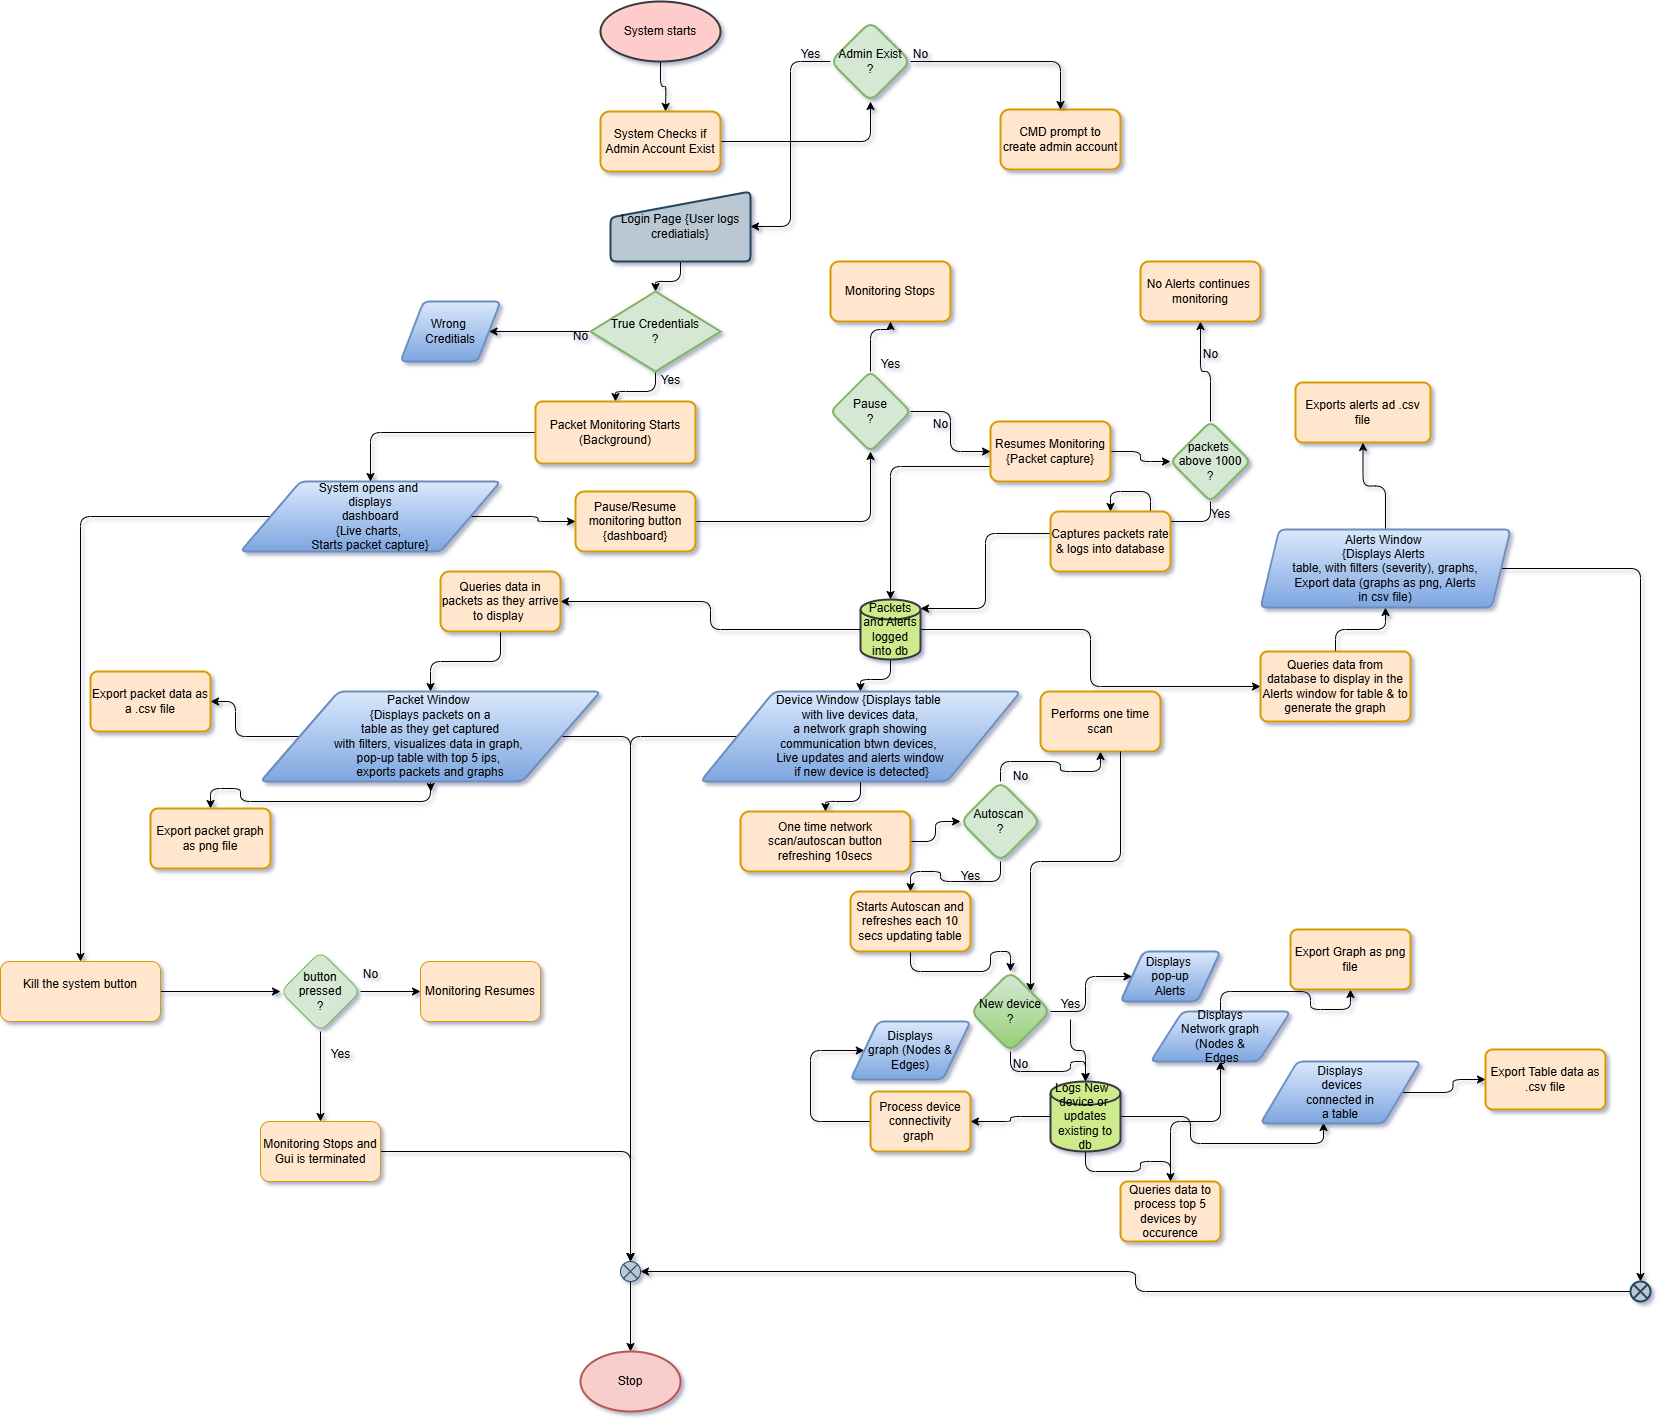 System starts
Yes
Admin Exist
?
No
System Checks if
Admin Account Exist
CMD prompt to
create admin account
Login Page {User logs
crediatials}
Monitoring Stops
No Alerts continues
monitoring
Wrong
Creditials
No
True Credentials
?
Yes
Yes
No
Pause
?
No
Packet Monitoring Starts
(Background)
Resumes Monitoring
{Packet capture}
packets
above 1000
?
Yes
Exports alerts ad .csv
file
System opens and
displays
dashboard
{Live charts,
Starts packet capture}
Pause/Resume
monitoring button
{dashboard}
Captures packets rate
& logs into database
Alerts Window
{Displays Alerts
table, with filters (severity), graphs,
Export data (graphs as png, Alerts
in csv file)
Queries data in
packets as they arrive
to display
Packets
and Alerts
logged
into db
Queries data from
database to display in the
Alerts window for table & to
generate the graph
Export packet data as
a .csv file
Packet Window
{Displays packets on a
table as they get captured
with filters, visualizes data in graph,
pop-up table with top 5 ips,
exports packets and graphs
Device Window {Displays table
with live devices data,
a network graph showing
communication btwn devices,
Live updates and alerts window
if new device is detected}
Performs one time
scan
No
Export packet graph
as png file
One time network
scan/autoscan button
refreshing 10secs
Autoscan
?
Yes
Starts Autoscan and
refreshes each 10
secs updating table
Kill the system button
button
pressed
?
No
Monitoring Resumes
Yes
New device
?
Yes
No
Displays
pop-up
Alerts
Export Graph as png
file
Displays
Network graph
(Nodes &
Edges
Displays
graph (Nodes &
Edges)
Displays
devices
connected in
a table
Export Table data as
.csv file
Process device
connectivity
graph
Logs New
device or
updates
existing to
db
Monitoring Stops and
Gui is terminated
Queries data to
process top 5
devices by
occurence
Stop